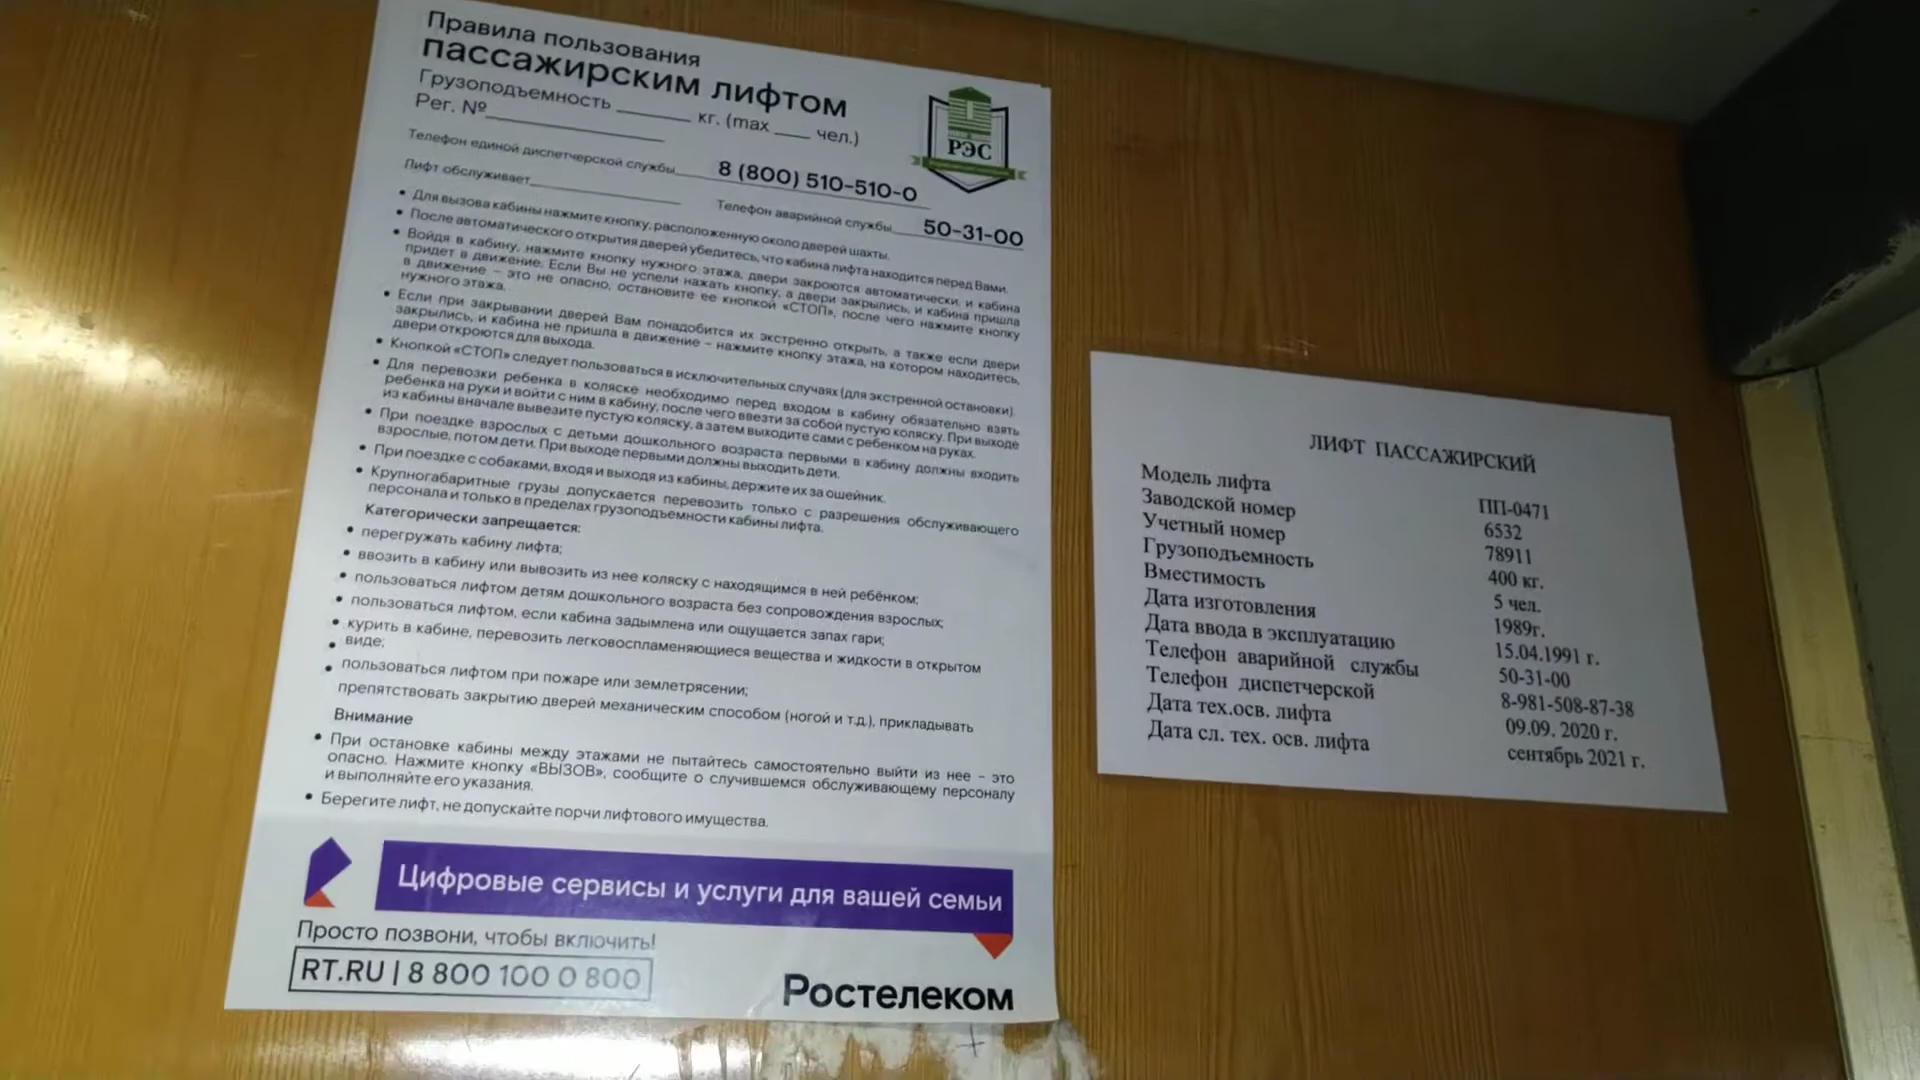 Правила пользования
пассажирским лифтом
Грузоподъемность ______ кг. (max ___ чел.)
Рег. №______________
РЭС
Телефон единой диспетчерской службы 8 (800) 510-510-0
Лифт обслуживает______________ Телефон аварийной службы 50-31-00
• Для вызова кабины нажмите кнопку, расположенную около дверей шахты.
• После автоматического открытия дверей убедитесь, что кабина лифта находится перед Вами.
• Войдя в кабину, нажмите кнопку нужного этажа, двери закроются автоматически, и кабина
придет в движение. Если Вы не успели нажать кнопку, а двери закрылись, и кабина пришла
в движение – это не опасно, остановите ее кнопкой «СТОП», после чего нажмите кнопку
нужного этажа.
• Если при закрывании дверей Вам понадобится их экстренно открыть, а также если двери
закрылись, и кабина не пришла в движение – нажмите кнопку этажа, на котором находитесь,
двери откроются для выхода.
• Кнопкой «СТОП» следует пользоваться в исключительных случаях (для экстренной остановки).
• Для перевозки ребенка в коляске необходимо перед входом в кабину обязательно взять
ребенка на руки и войти с ним в кабину, после чего ввезти за собой пустую коляску. При выходе
из кабины вначале вывезите пустую коляску, а затем выходите сами с ребенком на руках.
• При поездке взрослых с детьми дошкольного возраста первыми в кабину должны входить
взрослые, потом дети. При выходе первыми должны выходить дети.
• При поездке с собаками, входя и выходя из кабины, держите их за ошейник.
• Крупногабаритные грузы допускается перевозить только с разрешения обслуживающего
персонала и только в пределах грузоподъемности кабины лифта.
Категорически запрещается:
• перегружать кабину лифта;
• ввозить в кабину или вывозить из нее коляску с находящимся в ней ребёнком;
• пользоваться лифтом детям дошкольного возраста без сопровождения взрослых;
• пользоваться лифтом, если кабина задымлена или ощущается запах гари;
• курить в кабине, перевозить легковоспламеняющиеся вещества и жидкости в открытом
• виде;
• пользоваться лифтом при пожаре или землетрясении;
препятствовать закрытию дверей механическим способом (ногой и т.д.), прикладывать
Внимание
• При остановке кабины между этажами не пытайтесь самостоятельно выйти из нее – это
опасно. Нажмите кнопку «ВЫЗОВ», сообщите о случившемся обслуживающему персоналу
и выполняйте его указания.
• Берегите лифт, не допускайте порчи лифтового имущества.
Цифровые сервисы и услуги для вашей семьи
Просто позвони, чтобы включить!
RT.RU | 8 800 100 0 800
Ростелеком
ЛИФТ ПАССАЖИРСКИЙ
Модель лифта ПП-0471
Заводской номер 6532
Учетный номер 78911
Грузоподъемность 400 кг.
Вместимость 5 чел.
Дата изготовления 1989г.
Дата ввода в эксплуатацию 15.04.1991 г.
Телефон аварийной службы 50-31-00
Телефон диспетчерской 8-981-508-87-38
Дата тех.осв. лифта 09.09. 2020 г.
Дата сл. тех. осв. лифта сентябрь 2021 г.